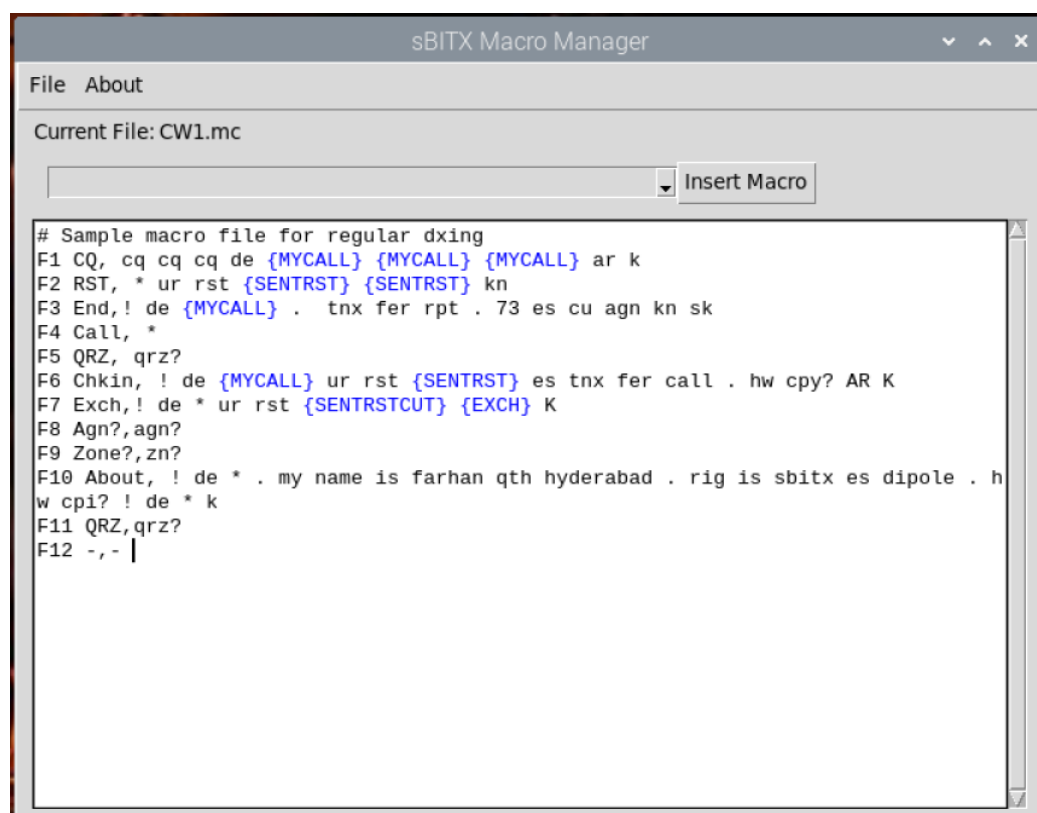 sBITX Macro Manager
File About
Current File: CW1.mc
Insert Macro
# Sample macro file for regular dxing
F1 CQ, cq cq cq de {MYCALL} {MYCALL} {MYCALL} ar k
F2 RST, * ur rst {SENTRST} {SENTRST} kn
F3 End,! de {MYCALL} .  tnx fer rpt . 73 es cu agn kn sk
F4 Call, *
F5 QRZ, qrz?
F6 Chkin, ! de {MYCALL} ur rst {SENTRST} es tnx fer call . hw cpy? AR K
F7 Exch,! de * ur rst {SENTRSTCUT} {EXCH} K
F8 Agn?,agn?
F9 Zone?,zn?
F10 About, ! de * . my name is farhan qth hyderabad . rig is sbitx es dipole . h
w cpi? ! de * k
F11 QRZ,qrz?
F12 -,-